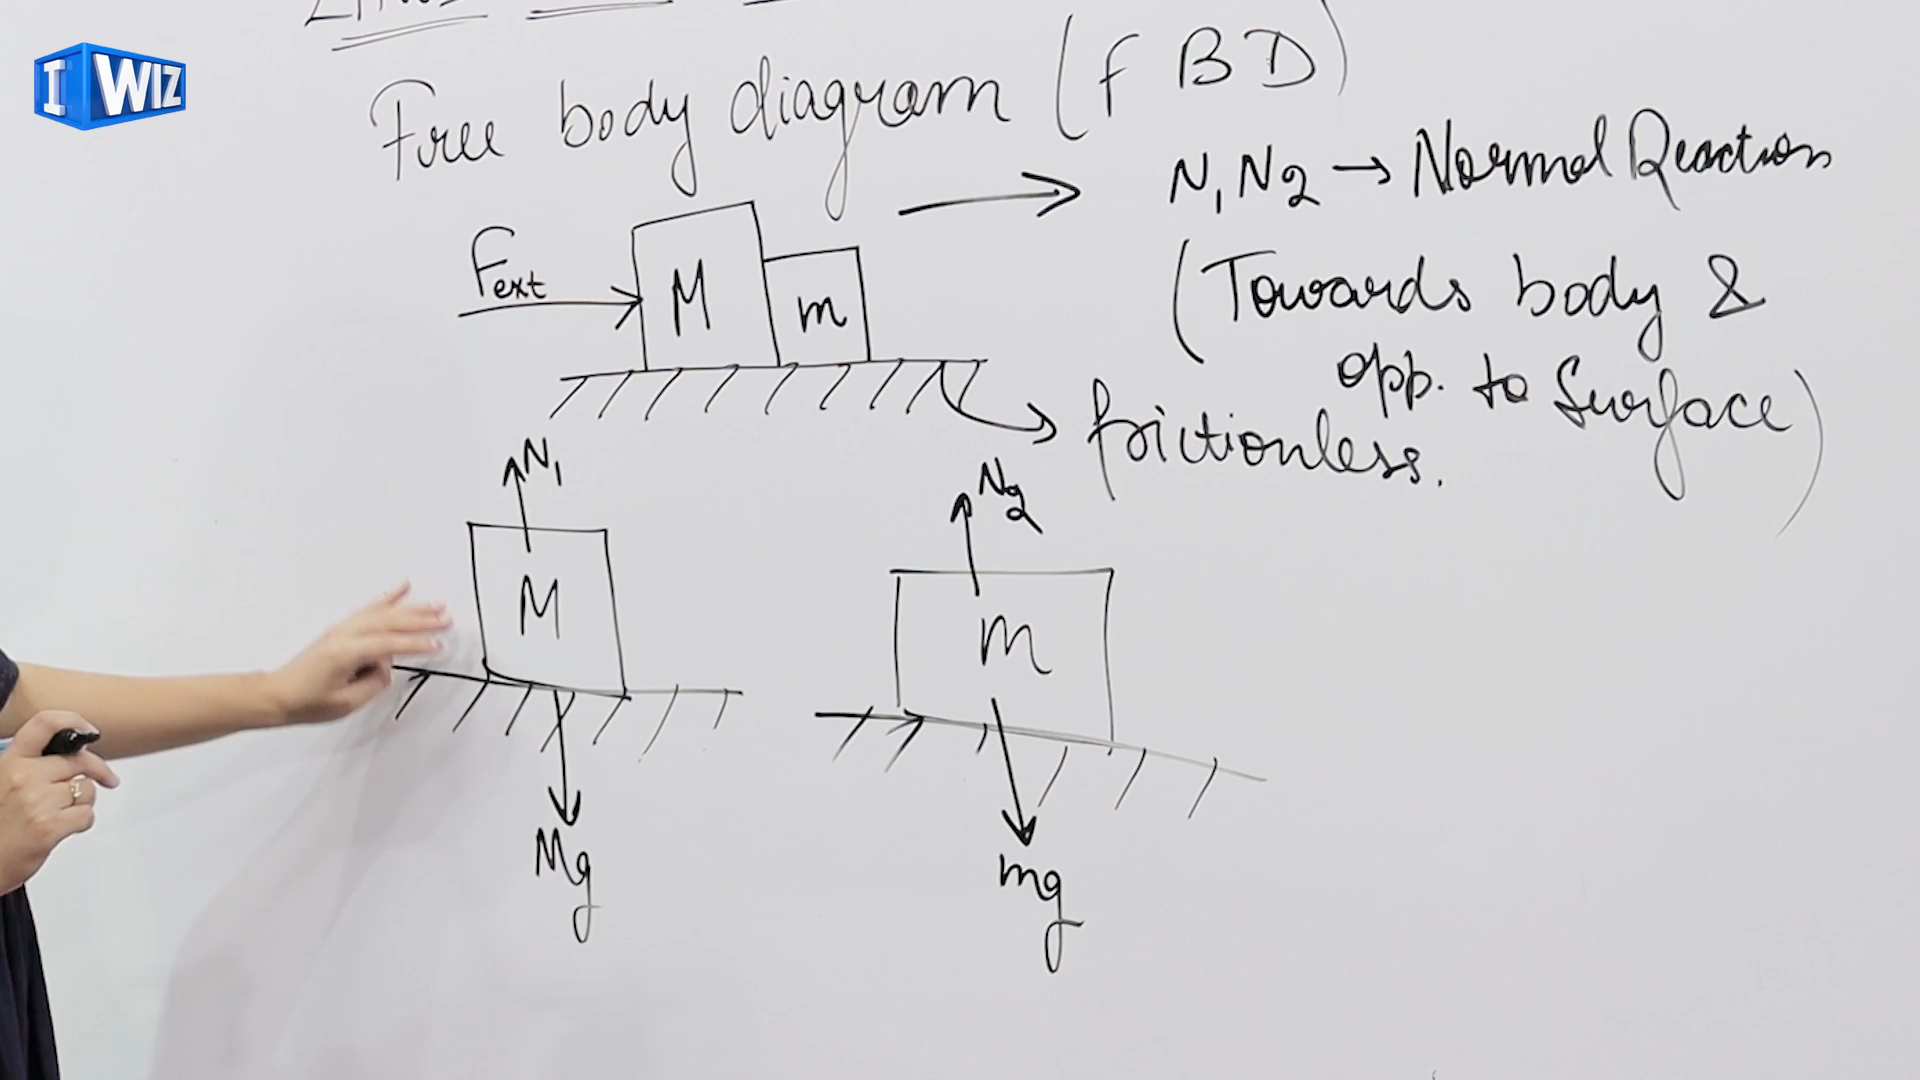 I WIZ
Free body diagram (FBD)
N1 N2 → Normal Reaction
(Towards body &
opp. to Surface)
Fext
M
m
frictionless.
N1
M
Mg
N2
m
mg